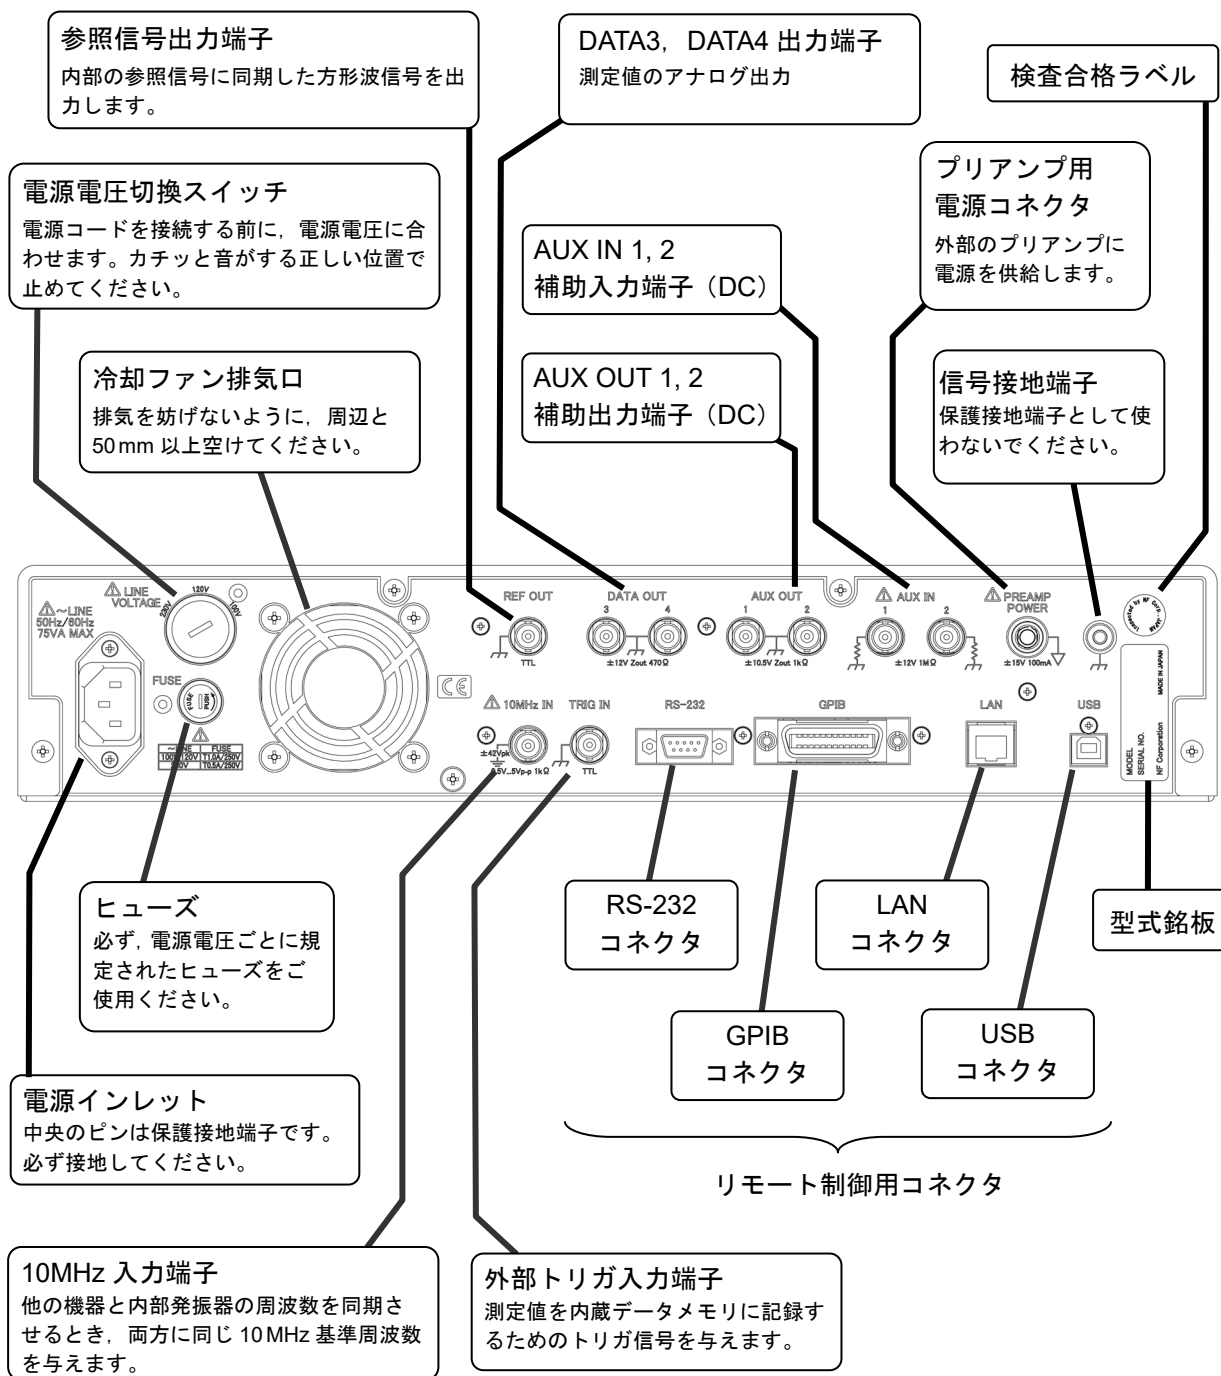 参照信号出力端子
内部の参照信号に同期した方形波信号を出
力します。
DATA3，DATA4 出力端子
測定値のアナログ出力
検査合格ラベル
電源電圧切換スイッチ
電源コードを接続する前に，電源電圧に合
わせます。カチッと音がする正しい位置で
止めてください。
プリアンプ用
電源コネクタ
外部のプリアンプに
電源を供給します。
AUX IN 1, 2
補助入力端子（DC）
冷却ファン排気口
排気を妨げないように，周辺と
50mm 以上空けてください。
AUX OUT 1, 2
補助出力端子（DC）
信号接地端子
保護接地端子として使
わないでください。
～LINE
50Hz/60Hz
75VA MAX
LINE
VOLTAGE
230V
120V
100V
FUSE
FUSE
PUSH
～LINE FUSE
100V/120V T1.0A/250V
230V T0.5A/250V
CE
REF OUT
TTL
DATA OUT
3 4
±12V Zout 470Ω
AUX OUT
1 2
±10.5V Zout 1kΩ
AUX IN
1 2
±12V 1MΩ
PREAMP
POWER
±15V 100mA
Inspected by NF Corp. JAPAN
10MHz IN
±42Vpk
0.5V...5Vp-p 1kΩ
TRIG IN
TTL
RS-232
GPIB
LAN
USB
MODEL
SERIAL NO.
NF Corporation
MADE IN JAPAN
ヒューズ
必ず，電源電圧ごとに規
定されたヒューズをご
使用ください。
RS-232
コネクタ
LAN
コネクタ
型式銘板
GPIB
コネクタ
USB
コネクタ
電源インレット
中央のピンは保護接地端子です。
必ず接地してください。
リモート制御用コネクタ
10MHz 入力端子
他の機器と内部発振器の周波数を同期さ
せるとき，両方に同じ 10MHz 基準周波数
を与えます。
外部トリガ入力端子
測定値を内蔵データメモリに記録す
るためのトリガ信号を与えます。